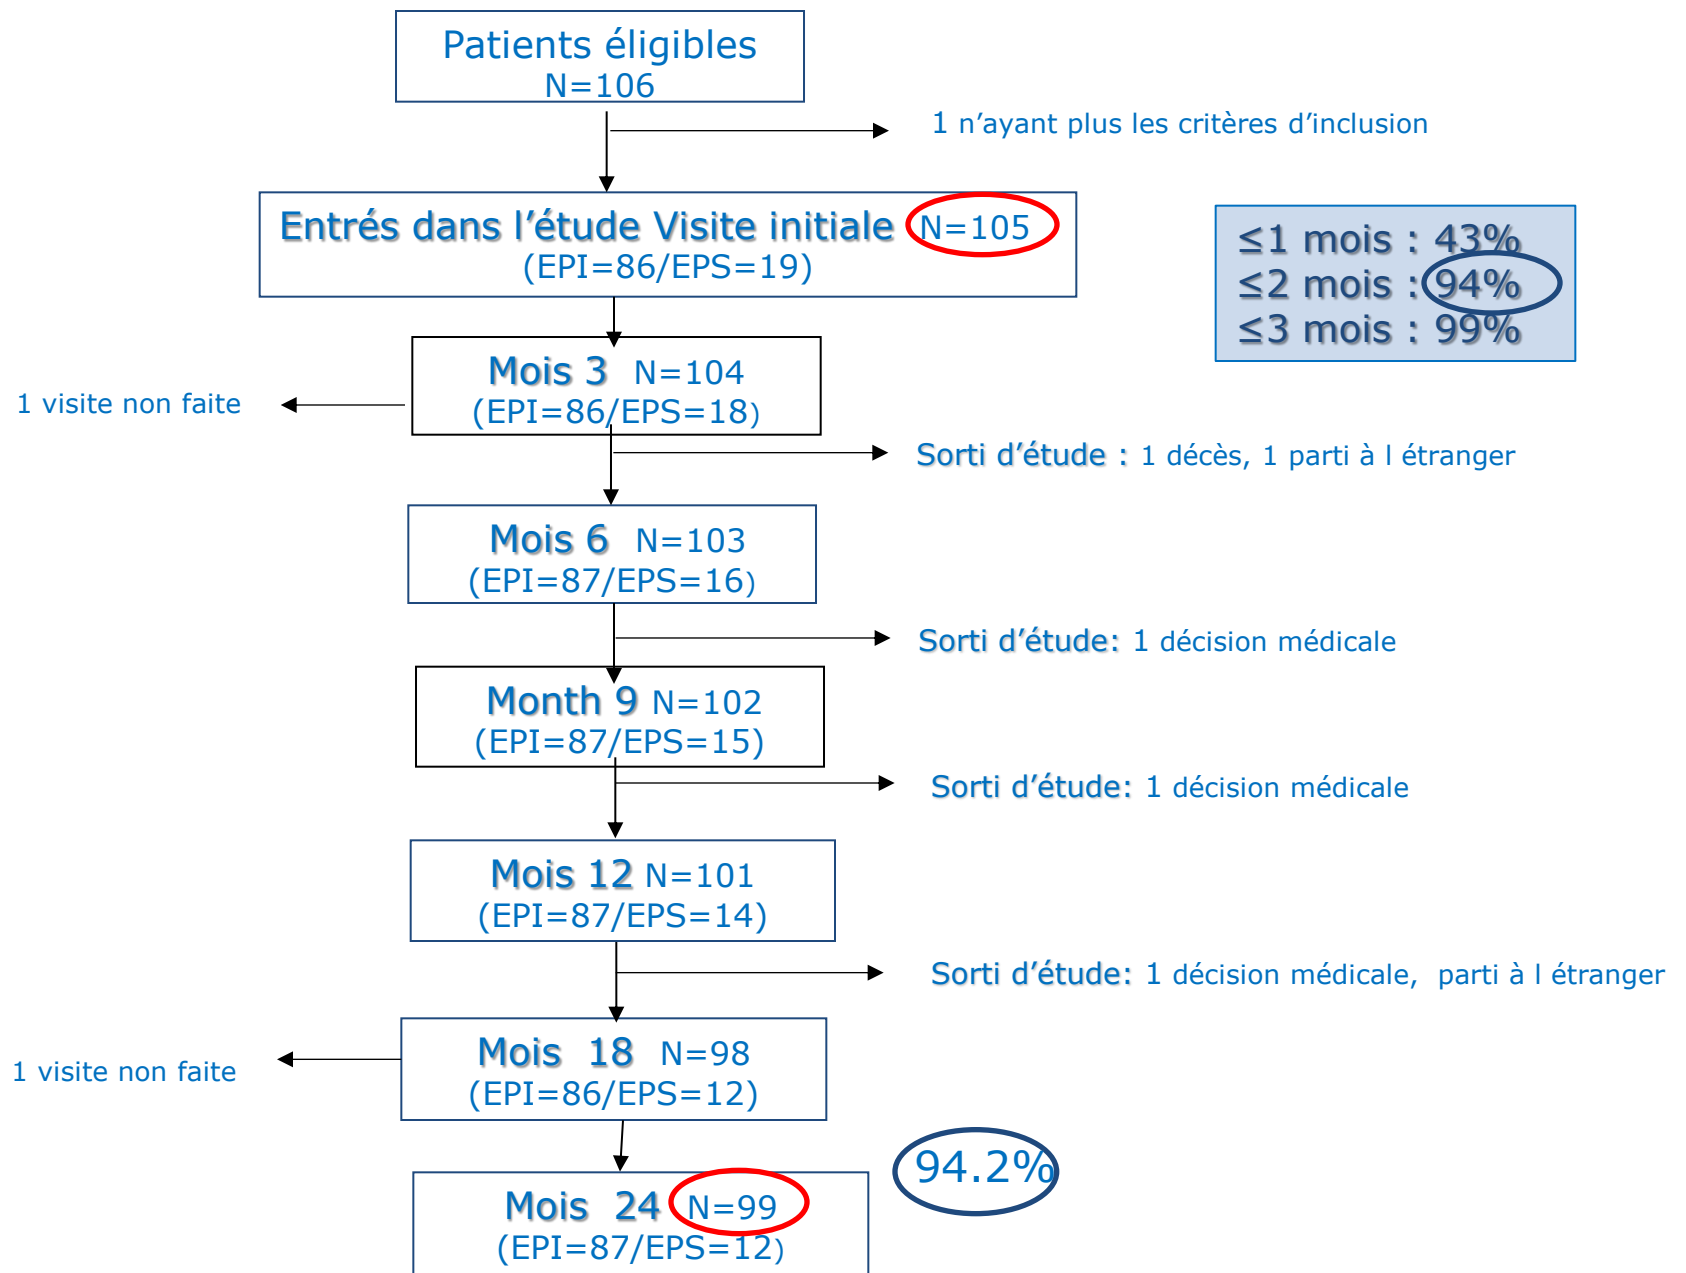 Patients éligibles
N=106
1 n’ayant plus les critères d’inclusion
Entrés dans l’étude Visite initiale N=105
(EPI=86/EPS=19)
≤1 mois : 43%
≤2 mois : 94%
≤3 mois : 99%
Mois 3 N=104
(EPI=86/EPS=18)
1 visite non faite
Sorti d’étude : 1 décès, 1 parti à l étranger
Mois 6 N=103
(EPI=87/EPS=16)
Sorti d’étude: 1 décision médicale
Month 9 N=102
(EPI=87/EPS=15)
Sorti d’étude: 1 décision médicale
Mois 12 N=101
(EPI=87/EPS=14)
Sorti d’étude: 1 décision médicale, parti à l étranger
Mois 18 N=98
(EPI=86/EPS=12)
1 visite non faite
94.2%
Mois 24 N=99
(EPI=87/EPS=12)